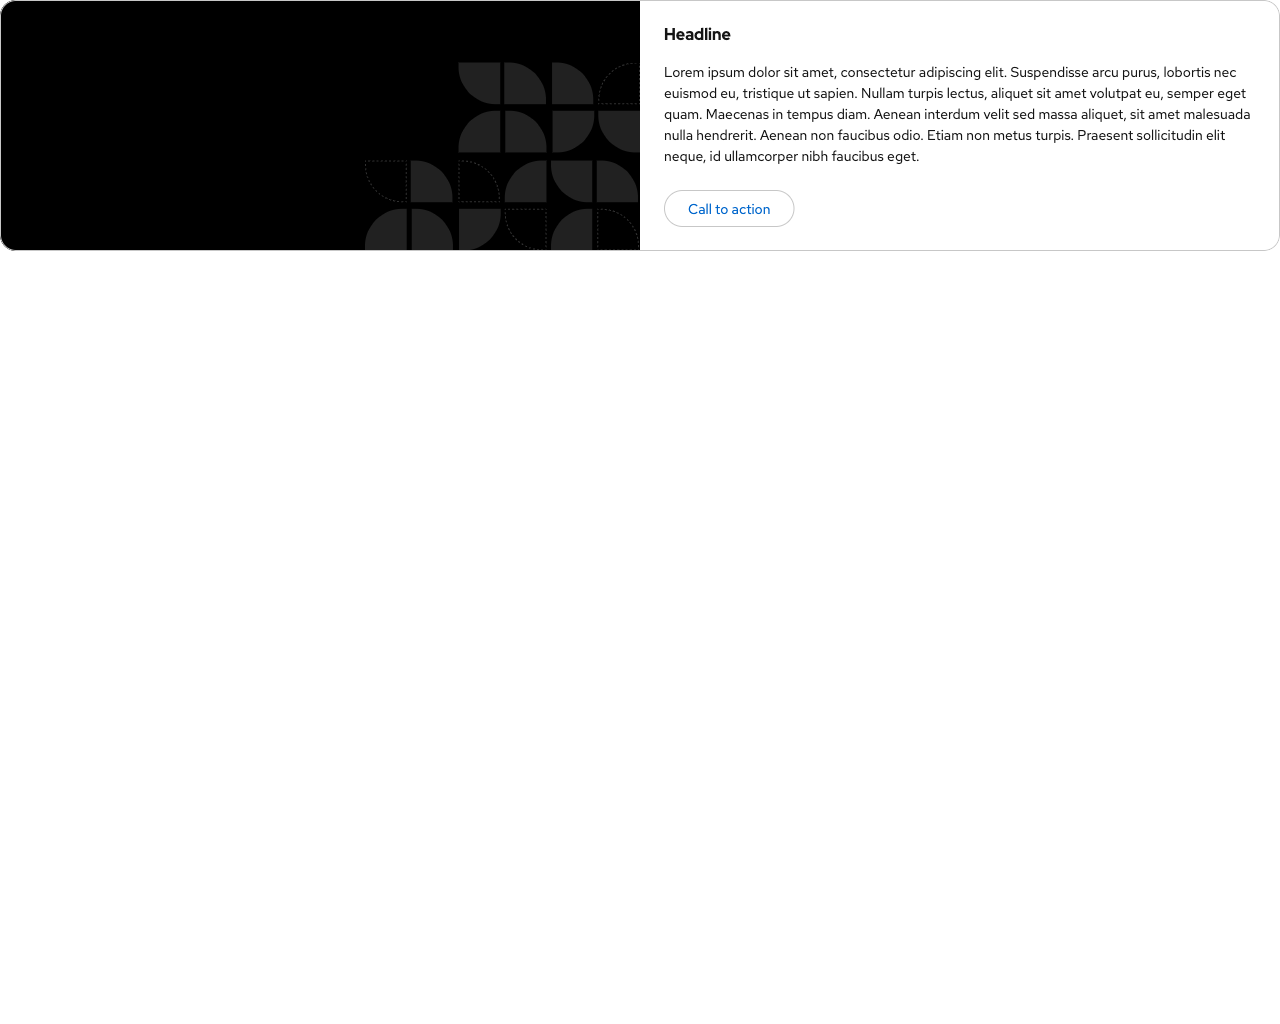 Headline
Lorem ipsum dolor sit amet, consectetur adipiscing elit. Suspendisse arcu purus, lobortis nec
euismod eu, tristique ut sapien. Nullam turpis lectus, aliquet sit amet volutpat eu, semper eget
quam. Maecenas in tempus diam. Aenean interdum velit sed massa aliquet, sit amet malesuada
nulla hendrerit. Aenean non faucibus odio. Etiam non metus turpis. Praesent sollicitudin elit
neque, id ullamcorper nibh faucibus eget.
Call to action